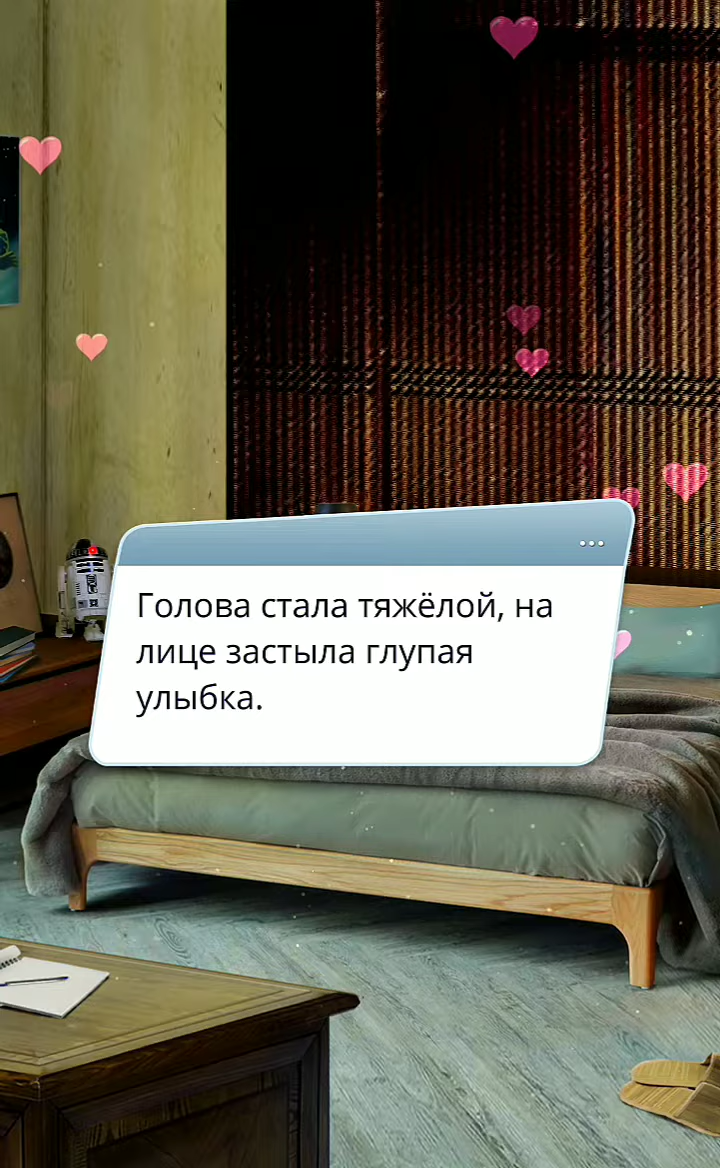 Голова стала тяжёлой, на
лице застыла глупая
улыбка.